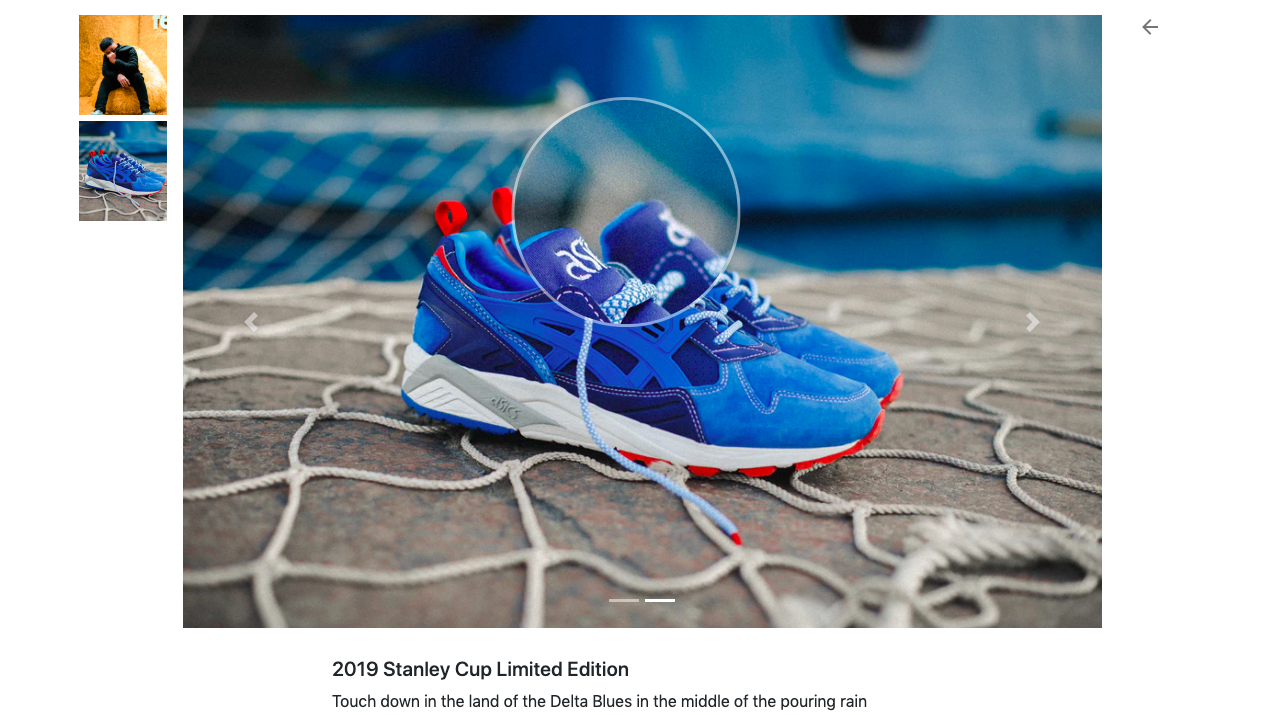 asics
2019 Stanley Cup Limited Edition
Touch down in the land of the Delta Blues in the middle of the pouring rain